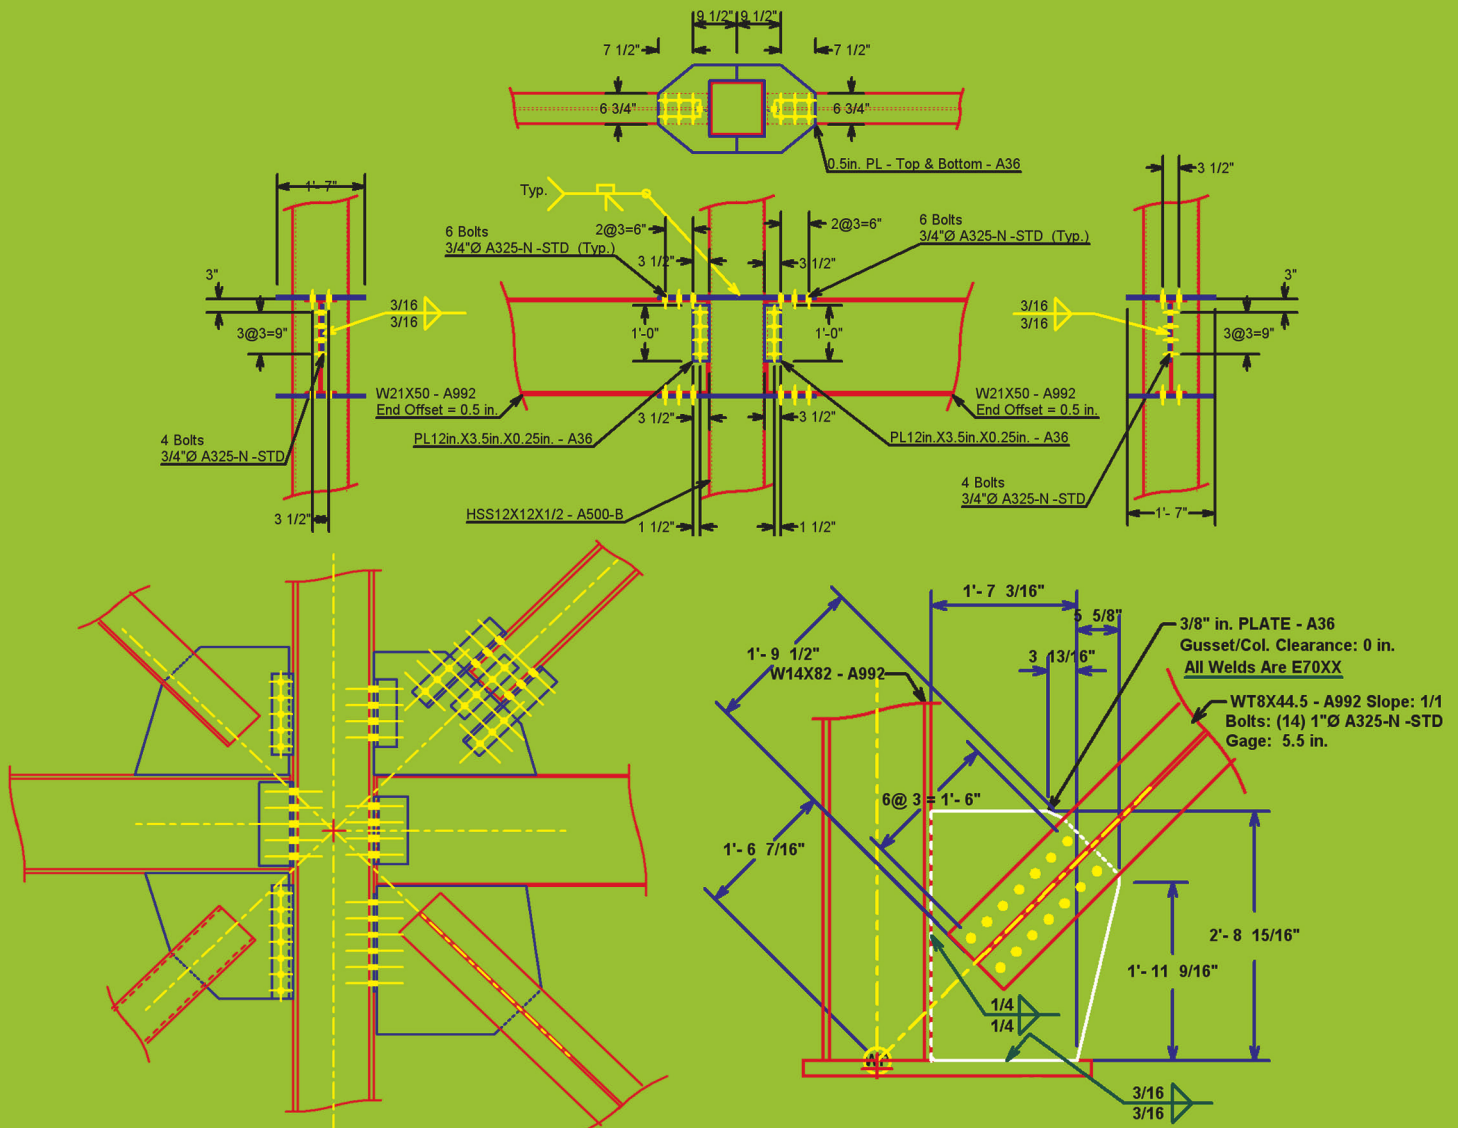 9 1/2" 9 1/2"
7 1/2" 7 1/2"
6 3/4" 6 3/4"
0.5in. PL - Top & Bottom - A36
3 1/2"
1'- 7"
Typ.
6 Bolts
3/4"Ø A325-N -STD (Typ.)
2@3=6"
2@3=6"
6 Bolts
3/4"Ø A325-N -STD (Typ.)
3 1/2" 3 1/2"
3"
3"
3/16
3/16
3@3=9"
1'-0" 1'-0"
3/16
3/16
3@3=9"
W21X50 - A992
End Offset = 0.5 in.
W21X50 - A992
End Offset = 0.5 in.
3 1/2" 3 1/2"
PL12in.X3.5in.X0.25in. - A36
PL12in.X3.5in.X0.25in. - A36
4 Bolts
3/4"Ø A325-N -STD
4 Bolts
3/4"Ø A325-N -STD
3 1/2"
HSS12X12X1/2 - A500-B
1 1/2" 1 1/2"
1'- 7"
1'- 7 3/16"
5 5/8"
3/8" in. PLATE - A36
Gusset/Col. Clearance: 0 in.
All Welds Are E70XX
1'- 9 1/2"
3 13/16"
W14X82 - A992
WT8X44.5 - A992 Slope: 1/1
Bolts: (14) 1"Ø A325-N -STD
Gage: 5.5 in.
6@ 3 = 1'- 6"
1'- 6 7/16"
2'- 8 15/16"
1'- 11 9/16"
1/4
1/4
3/16
3/16